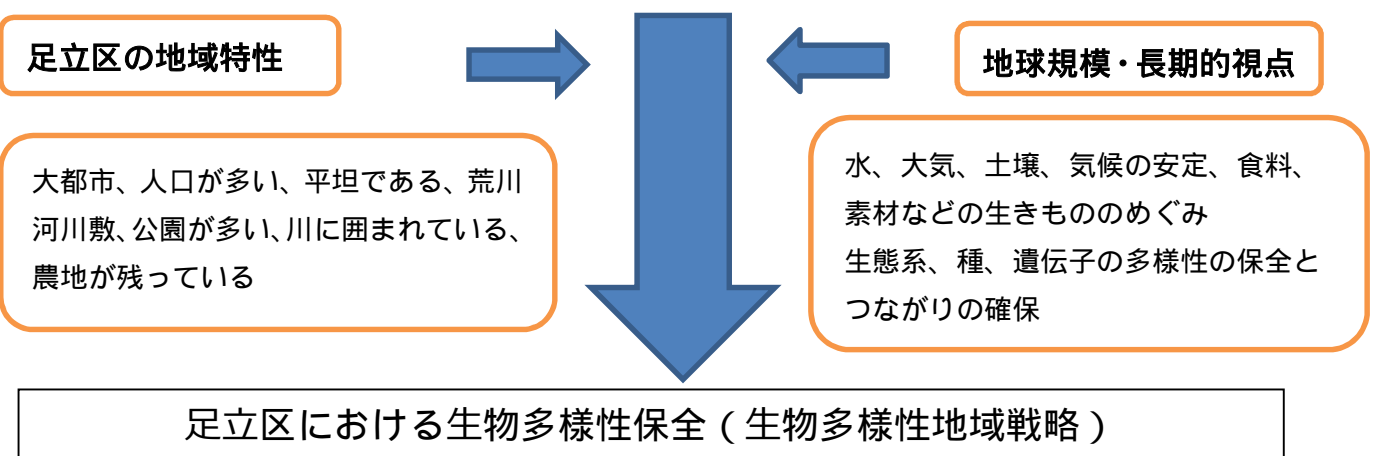 足立区の地域特性
地球規模・長期的視点
大都市、人口が多い、平坦である、荒川
河川敷、公園が多い、川に囲まれている、
農地が残っている
水、大気、土壌、気候の安定、食料、
素材などの生きもののめぐみ
生態系、種、遺伝子の多様性の保全と
つながりの確保
足立区における生物多様性保全（生物多様性地域戦略）